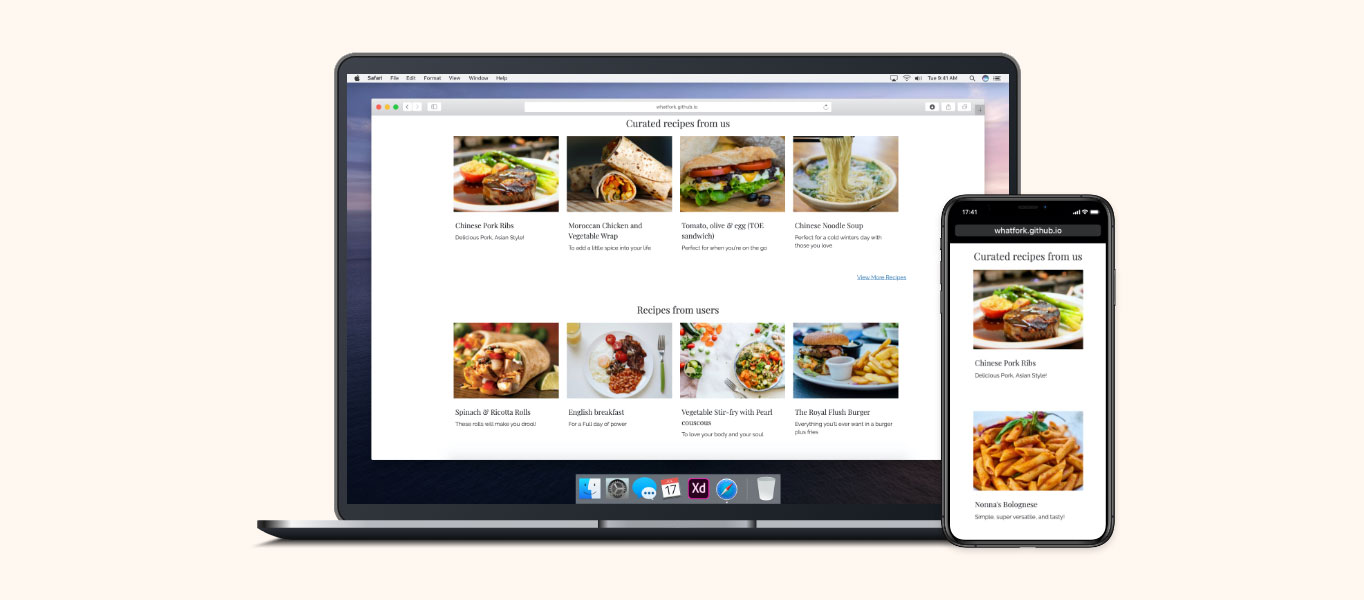 Safari File Edit Format View Window Help
Tue 9:41 AM
whatfork.github.io
Curated recipes from us
Chinese Pork Ribs
Delicious Pork, Asian Style!
Moroccan Chicken and
Vegetable Wrap
To add a little spice into your life
Tomato, olive & egg (TOE
sandwich)
Perfect for when you're on the go
Chinese Noodle Soup
Perfect for a cold winters day with
those you love
View More Recipes
Recipes from users
Spinach & Ricotta Rolls
These rolls will make you drool!
English breakfast
For a Full day of power
Vegetable Stir-fry with Pearl
couscous
To love your body and your soul
The Royal Flush Burger
Everything you'll ever want in a burger
plus fries
17
Xd
17:41
whatfork.github.io
Curated recipes from us
Chinese Pork Ribs
Delicious Pork, Asian Style!
Nonna's Bolognese
Simple, super versatile, and tasty!